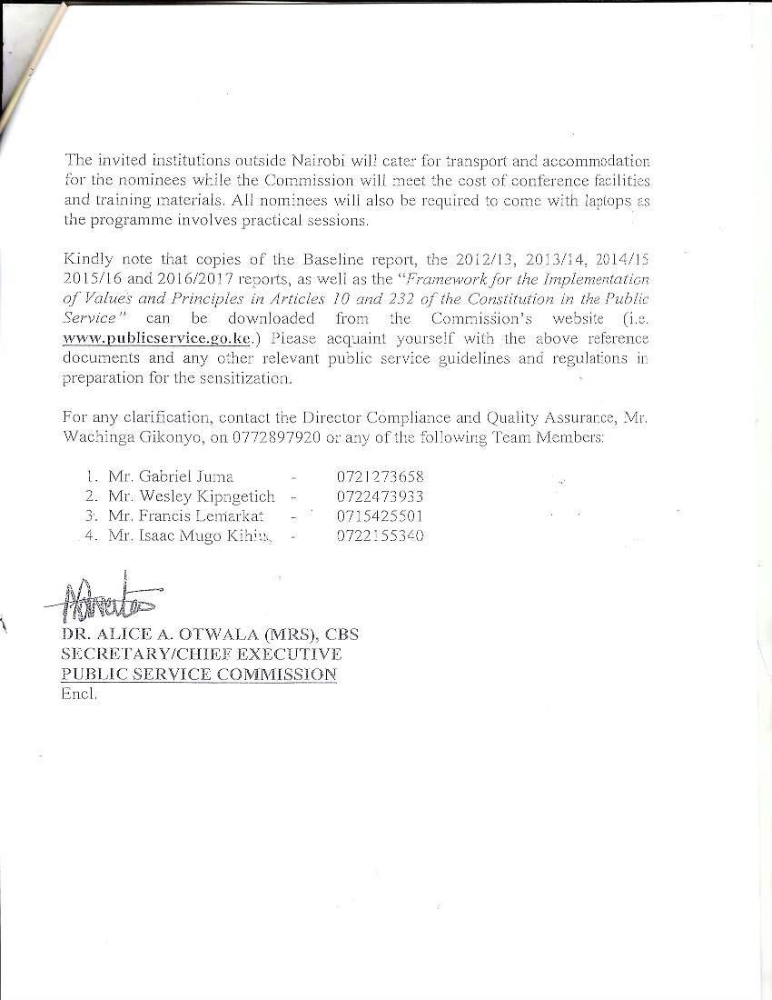 The invited institutions outside Nairobi will cater for transport and accommodation
for the nominees while the Commission will meet the cost of conference facilities
and training materials. All nominees will also be required to come with laptops as
the programme involves practical sessions.
Kindly note that copies of the Baseline report, the 2012/13, 2013/14, 2014/15
2015/16 and 2016/2017 reports, as well as the “Framework for the Implementation
of Values and Principles in Articles 10 and 232 of the Constitution in the Public
Service” can be downloaded from the Commission’s website (i.e.
www.publicservice.go.ke.) Please acquaint yourself with the above reference
documents and any other relevant public service guidelines and regulations in
preparation for the sensitization.
For any clarification, contact the Director Compliance and Quality Assurance, Mr.
Wachinga Gikonyo, on 0772897920 or any of the following Team Members:
1. Mr. Gabriel Juma - 0721273658
2. Mr. Wesley Kipngetich - 0722473933
3. Mr. Francis Lemarkat - 0715425501
4. Mr. Isaac Mugo - 0722155340
DR. ALICE A. OTWALA (MRS), CBS
SECRETARY/CHIEF EXECUTIVE
PUBLIC SERVICE COMMISSION
Encl.